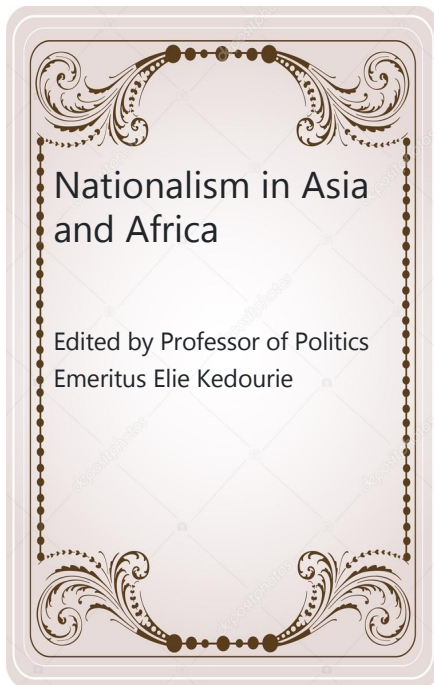 Nationalism in Asia
and Africa
Edited by Professor of Politics
Emeritus Elie Kedourie